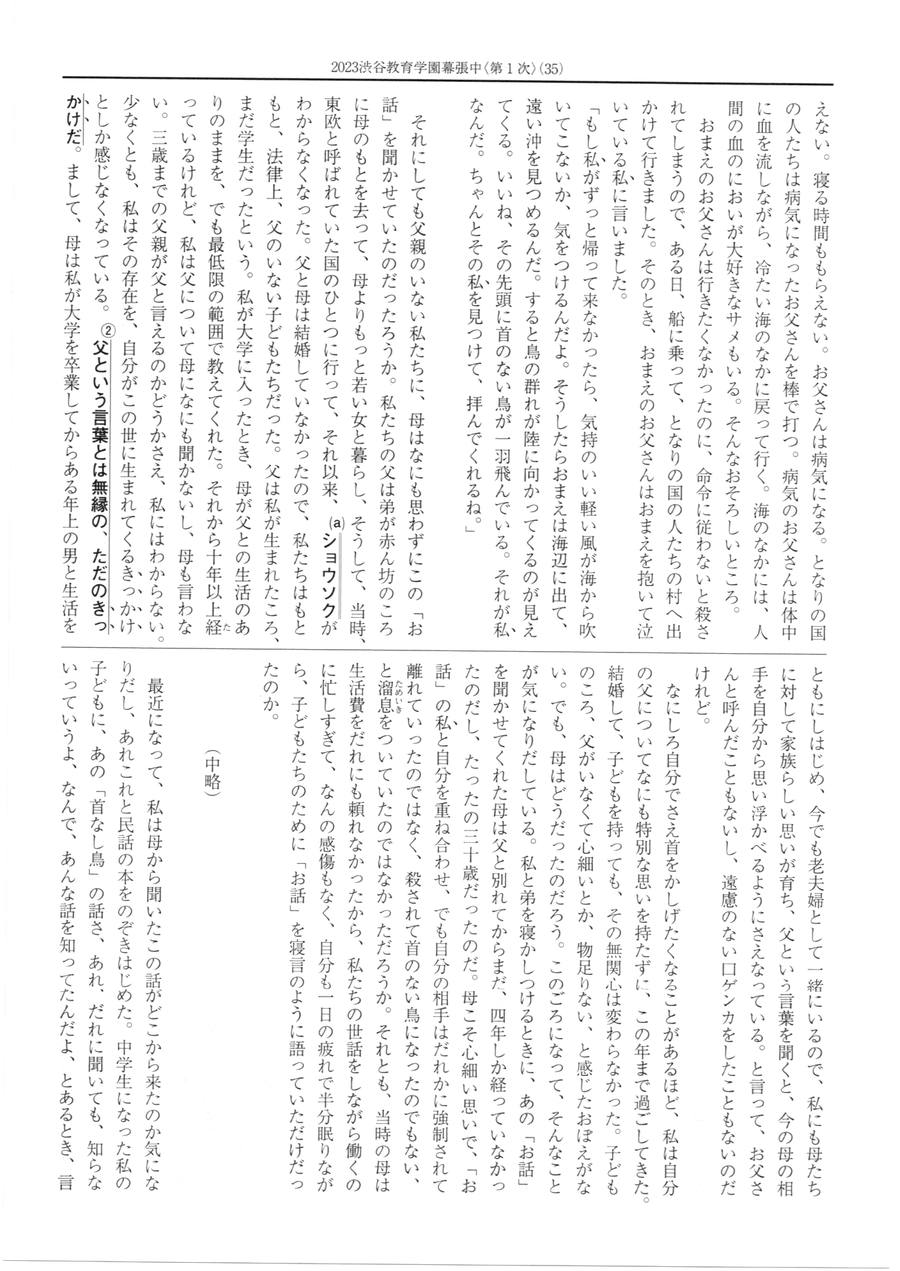 2023渋谷教育学園幕張中〈第1次〉(35)
えない。寝る時間ももらえない。お父さんは病気になる。となりの国
の人たちは病気になったお父さんを棒で打つ。病気のお父さんは体中
に血を流しながら、冷たい海のなかに戻って行く。海のなかには、人
間の血のにおいが大好きなサメもいる。そんなおそろしいところ。
おまえのお父さんは行きたくなかったのに、命令に従わないと殺さ
れてしまうので、ある日、船に乗って、となりの国の人たちの村へ出
かけて行きました。そのとき、おまえのお父さんはおまえを抱いて泣
いている私に言いました。
「もし私がずっと帰って来なかったら、気持のいい軽い風が海から吹
いてこないか、気をつけるんだよ。そうしたらおまえは海辺に出て、
遠い沖を見つめるんだ。すると鳥の群れが陸に向かってくるのが見え
てくる。いいね、その先頭に首のない鳥が一羽飛んでいる。それが私
なんだ。ちゃんとその私を見つけて、拝んでくれるね。」
それにしても父親のいない私たちに、母はなにも思わずにこの「お
話」を聞かせていたのだったろうか。私たちの父は弟が赤ん坊のころ
に母のもとを去って、母よりもっと若い女と暮らし、そうして、当時、
東欧と呼ばれていた国のひとつに行って、それ以来、(a)ショウソクが
わからなくなった。父と母は結婚していなかったので、私たちはもと
もと、法律上、父のいない子どもたちだった。父は私が生まれたころ、
まだ学生だったという。私が大学に入ったとき、母が父との生活のあ
りのままを、でも最低限の範囲で教えてくれた。それから十年以上経た
っているけれど、私は父について母になにも聞かないし、母も言わな
い。三歳までの父親が父と言えるのかどうかさえ、私にはわからない。
少なくとも、私はその存在を、自分がこの世に生まれてくるきっかけ
としか感じなくなっている。②父という言葉とは無縁の、ただのきっ
かけだ。まして、母は私が大学を卒業してからある年上の男と生活を
ともにしはじめ、今でも老夫婦として一緒にいるので、私にも母たち
に対して家族らしい思いが育ち、父という言葉を聞くと、今の母の相
手を自分から思い浮かべるようにさえなっている。と言って、お父さ
んと呼んだこともないし、遠慮のない口ゲンカをしたこともないのだ
けれど。
なにしろ自分でさえ首をかしげたくなることがあるほど、私は自分
の父についてなにも特別な思いを持たずに、この年まで過ごしてきた。
結婚して、子どもを持っても、その無関心は変わらなかった。子ども
のころ、父がいなくて心細いとか、物足りない、と感じたおぼえがな
い。でも、母はどうだったのだろう。このごろになって、そんなこと
が気になりだしている。私と弟を寝かしつけるときに、あの「お話」
を聞かせてくれた母は父と別れてからまだ、四年しか経っていなかっ
たのだし、たったの三十歳だったのだ。母こそ心細い思いで、「お
話」の私と自分を重ね合わせ、でも自分の相手はだれかに強制されて
離れていったのではなく、殺されて首のない鳥になったのでもない、
と溜息ためいきをついていたのではなかっただろうか。それとも、当時の母は
生活費をだれにも頼れなかったから、私たちの世話をしながら働くの
に忙しすぎて、なんの感傷もなく、自分も一日の疲れで半分眠りなが
ら、子どもたちのために「お話」を寝言のように語っていただけだっ
たのか。
（中略）
最近になって、私は母から聞いたこの話がどこから来たのか気にな
りだし、あれこれと民話の本をのぞきはじめた。中学生になった私の
子どもに、あの「首なし鳥」の話さ、あれ、だれに聞いても、知らな
いっていうよ、なんで、あんな話を知ってたんだよ、とあるとき、言